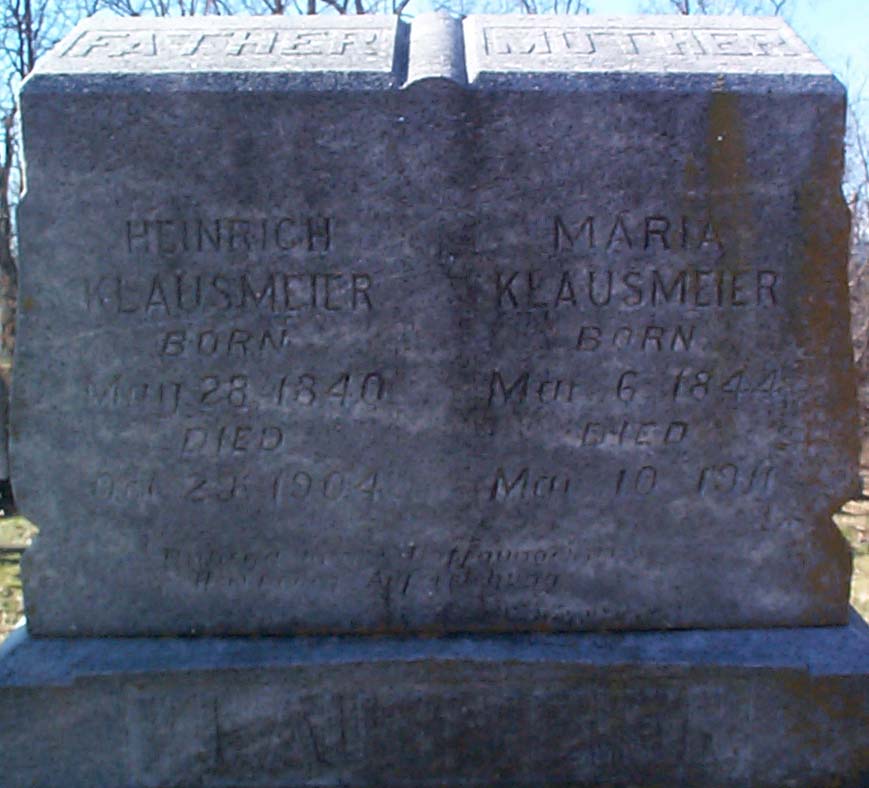 FATHER
MOTHER
HEINRICH
KLAUSMEIER
BORN
May 28 1840
DIED
Oct 1904
MARIA
KLAUSMEIER
BORN
Mar 6 1844
DIED
Mar 10 1911